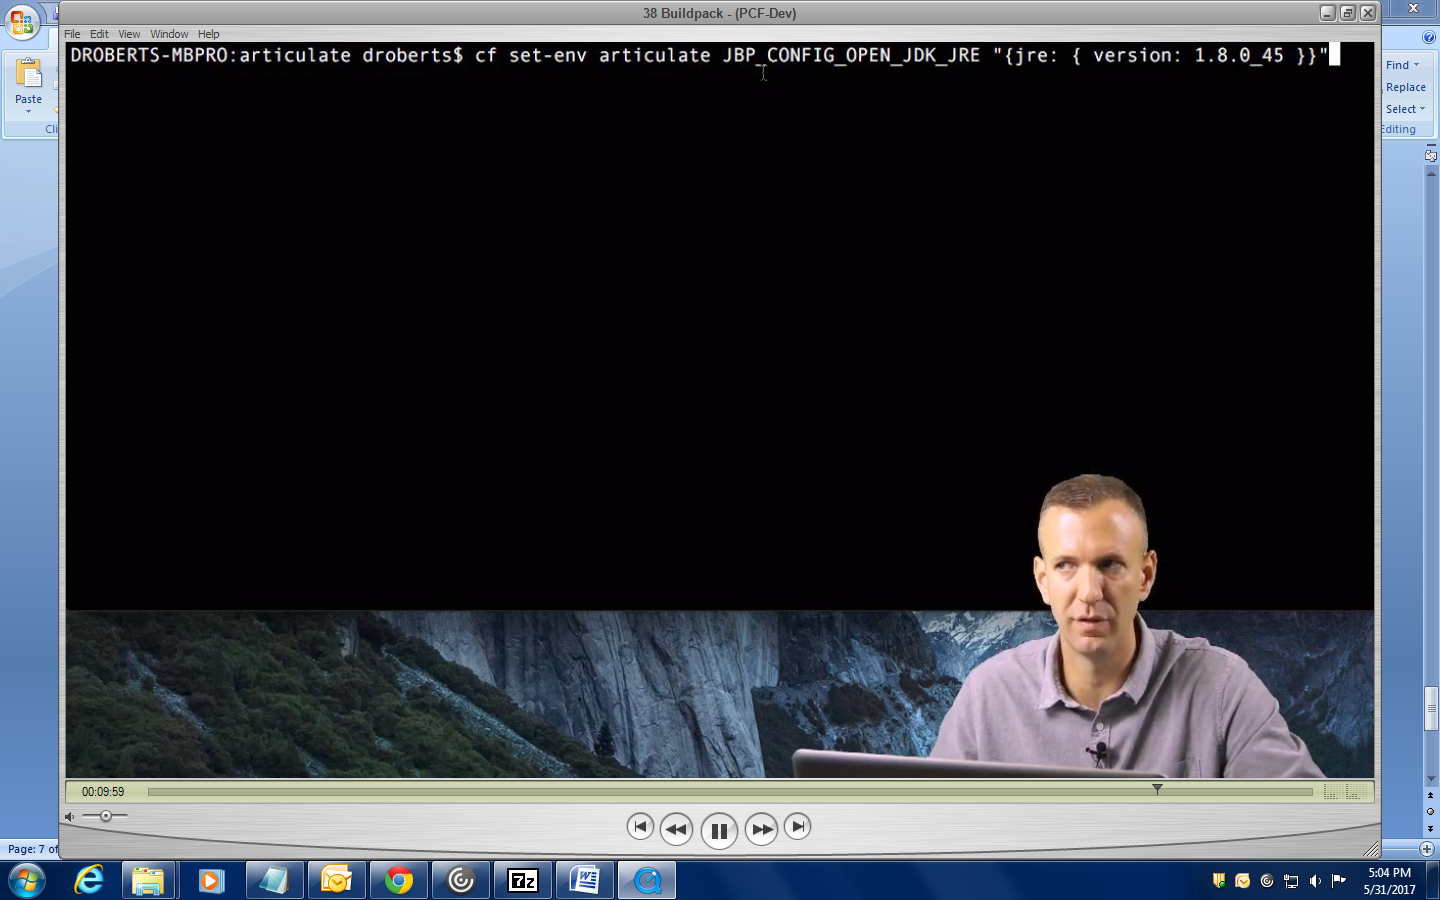 38 Buildpack - (PCF-Dev)
File Edit View Window Help
DROBERTS-MBPRO:articulate droberts$ cf set-env articulate JBP_CONFIG_OPEN_JDK_JRE "{jre: { version: 1.8.0_45 }}"
Paste
Find
Replace
Select
Editing
00:09:59
Page: 7 of
7z
5:04 PM
5/31/2017